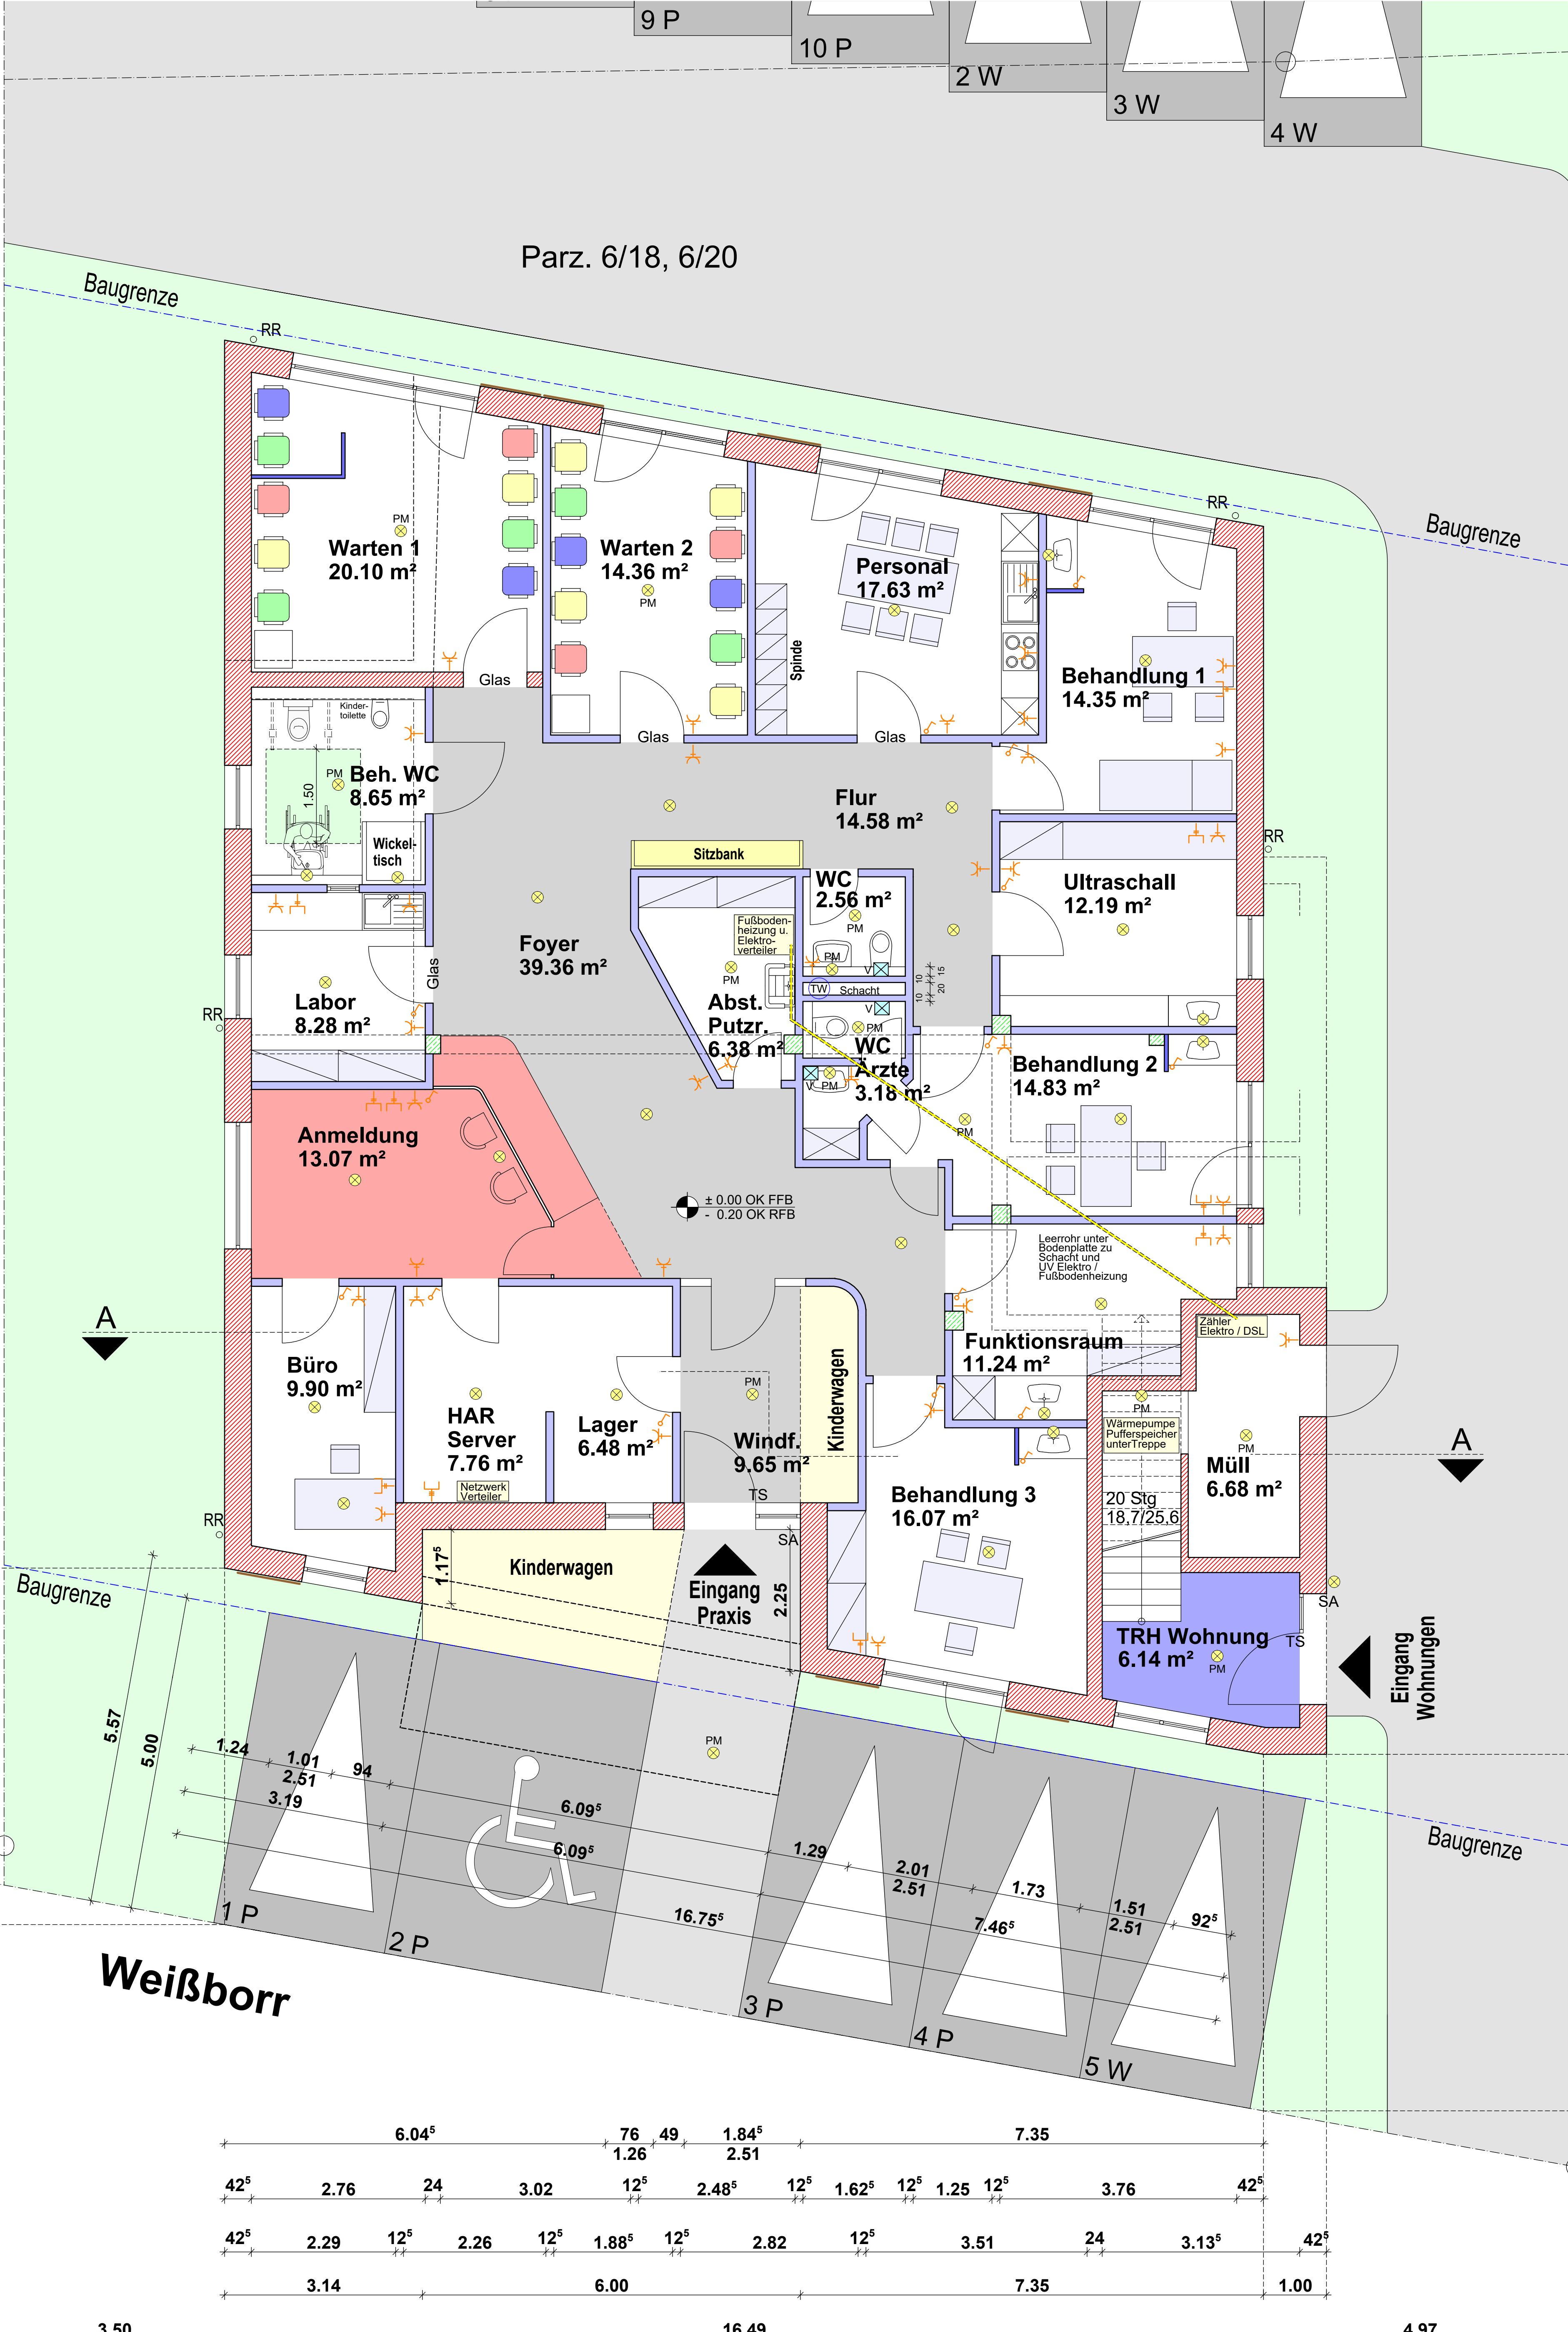 9 P
10 P
2 W
3 W
4 W
Parz. 6/18, 6/20
Baugrenze
RR
RR
Baugrenze
PM
Warten 1
20.10 m²
Warten 2
14.36 m²
PM
Personal
17.63 m²
Spinde
Behandlung 1
14.35 m²
Glas
Glas
Glas
Kinder-
toilette
PM
Beh. WC
8.65 m²
1.50
Wickel-
tisch
Flur
14.58 m²
Sitzbank
RR
WC
2.56 m²
PM
Ultraschall
12.19 m²
Fußboden-
heizung u.
Elektro-
verteiler
Foyer
39.36 m²
PM
PM
V
TW
Schacht
10
10
15
20
Glas
Labor
8.28 m²
RR
Abst.
Putzr.
6.38 m²
V
PM
WC
Ärzte
3.18 m²
V
PM
Behandlung 2
14.83 m²
PM
Anmeldung
13.07 m²
± 0.00 OK FFB
- 0.20 OK RFB
Leerrohr unter
Bodenplatte zu
Schacht und
UV Elektro /
Fußbodenheizung
Zähler
Elektro / DSL
A
Büro
9.90 m²
HAR
Server
7.76 m²
Netzwerk
Verteiler
Lager
6.48 m²
PM
Windf.
9.65 m²
TS
Kinderwagen
Funktionsraum
11.24 m²
PM
Wärmepumpe
Pufferspeicher
unterTreppe
PM
Müll
6.68 m²
A
Behandlung 3
16.07 m²
20 Stg
18,7/25,6
RR
SA
Kinderwagen
1.17⁵
Eingang
Praxis
2.25
SA
TRH Wohnung
6.14 m²
PM
TS
Eingang
Wohnungen
Baugrenze
5.57
5.00
PM
1.24
1.01
2.51
94
6.09⁵
3.19
6.09⁵
1.29
2.01
2.51
1.73
1.51
2.51
92⁵
16.75⁵
7.46⁵
Baugrenze
1 P
2 P
3 P
4 P
5 W
Weißborr
6.04⁵ 76 49 1.84⁵ 7.35
1.26 2.51
42⁵ 2.76 24 3.02 12⁵ 2.48⁵ 12⁵ 1.62⁵ 12⁵ 1.25 12⁵ 3.76 42⁵
42⁵ 2.29 12⁵ 2.26 12⁵ 1.88⁵ 12⁵ 2.82 12⁵ 3.51 24 3.13⁵ 42⁵
3.14 6.00 7.35 1.00
3.50 16.49 4.97